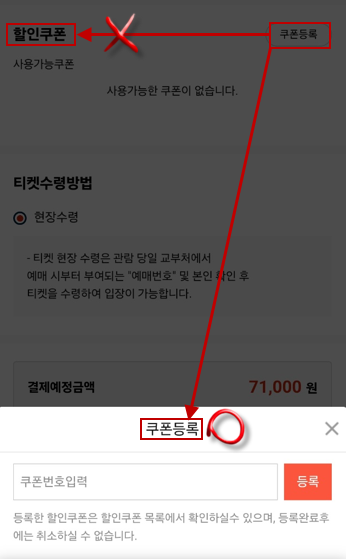 할인쿠폰
쿠폰등록
사용가능쿠폰
사용가능한 쿠폰이 없습니다.
티켓수령방법
현장수령
- 티켓 현장 수령은 관람 당일 교부처에서
예매 시부터 부여되는 "예매번호" 및 본인 확인 후
티켓을 수령하여 입장이 가능합니다.
결제예정금액 71,000 원
쿠폰등록
쿠폰번호입력
등록
등록한 할인쿠폰은 할인쿠폰 목록에서 확인하실수 있으며, 등록완료후
에는 취소하실 수 없습니다.